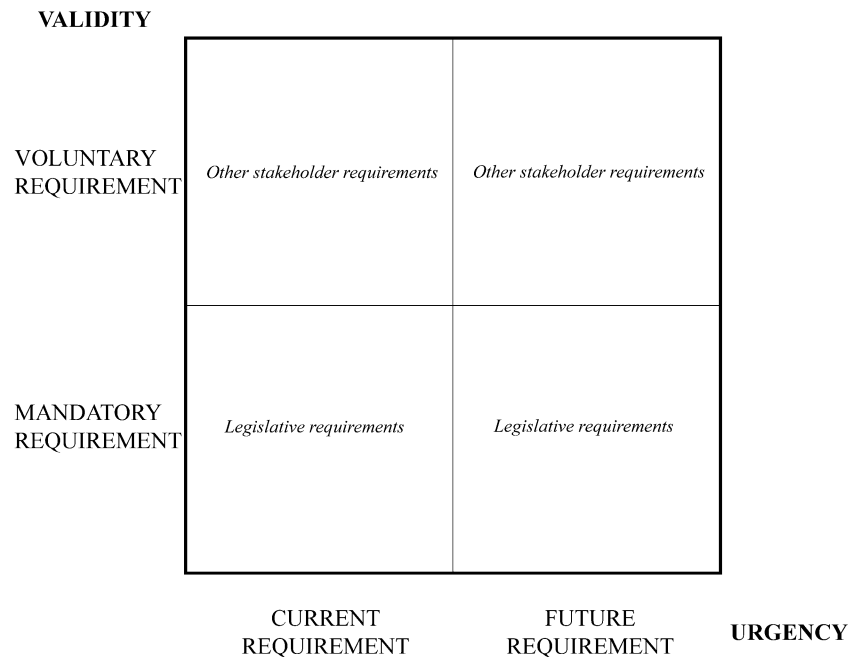 VALIDITY
VOLUNTARY
REQUIREMENT
Other stakeholder requirements
Other stakeholder requirements
MANDATORY
REQUIREMENT
Legislative requirements
Legislative requirements
CURRENT
REQUIREMENT
FUTURE
REQUIREMENT
URGENCY